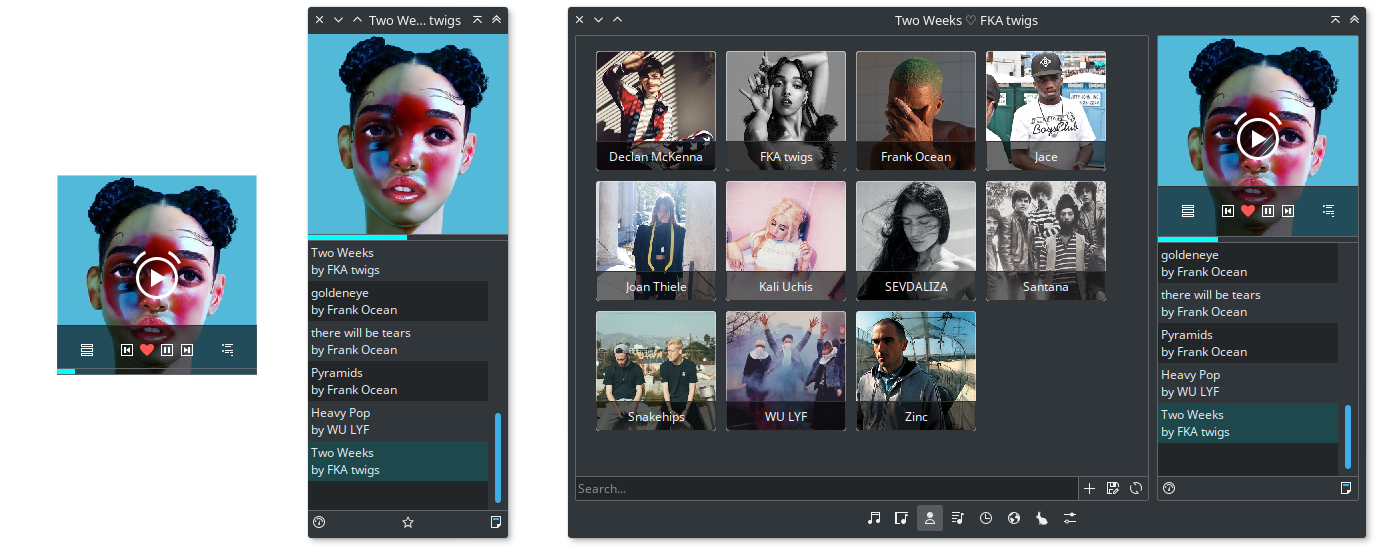 Two We... twigs
Two Weeks
by FKA twigs
goldeneye
by Frank Ocean
there will be tears
by Frank Ocean
Pyramids
by Frank Ocean
Heavy Pop
by WU LYF
Two Weeks
by FKA twigs
Two Weeks ♡ FKA twigs
Declan McKenna
FKA twigs
Frank Ocean
Jace
Joan Thiele
Kali Uchis
SEVDALIZA
Santana
Snakehips
WU LYF
Zinc
Search...
goldeneye
by Frank Ocean
there will be tears
by Frank Ocean
Pyramids
by Frank Ocean
Heavy Pop
by WU LYF
Two Weeks
by FKA twigs